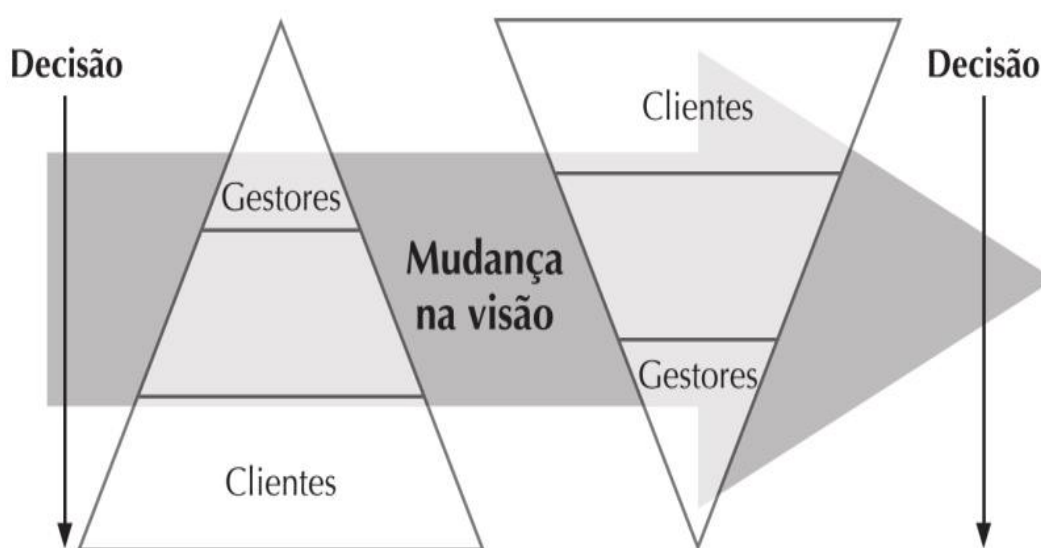 Decisão
Gestores
Clientes
Mudança
na visão
Clientes
Gestores
Decisão